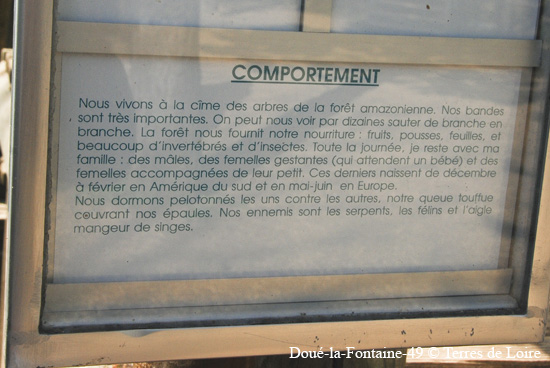 COMPORTEMENT
Nous vivons à la cîme des arbres de la forêt amazonienne. Nos bandes
sont très importantes. On peut nous voir par dizaines sauter de branche en
branche. La forêt nous fournit notre nourriture : fruits, pousses, feuilles, et
beaucoup d'invertébrés et d'insectes. Toute la journée, je reste avec ma
famille : des mâles, des femelles gestantes (qui attendent un bébé) et des
femelles accompagnées de leur petit. Ces derniers naissent de décembre
à février en Amérique du sud et en mai-juin en Europe.
Nous dormons pelotonnés les uns contre les autres, notre queue touffue
œuvrant nos épaules. Nos ennemis sont les serpents, les félins et l'aigle
mangeur de singes.
Doué-la-Fontaine-49 © Terres de Loire